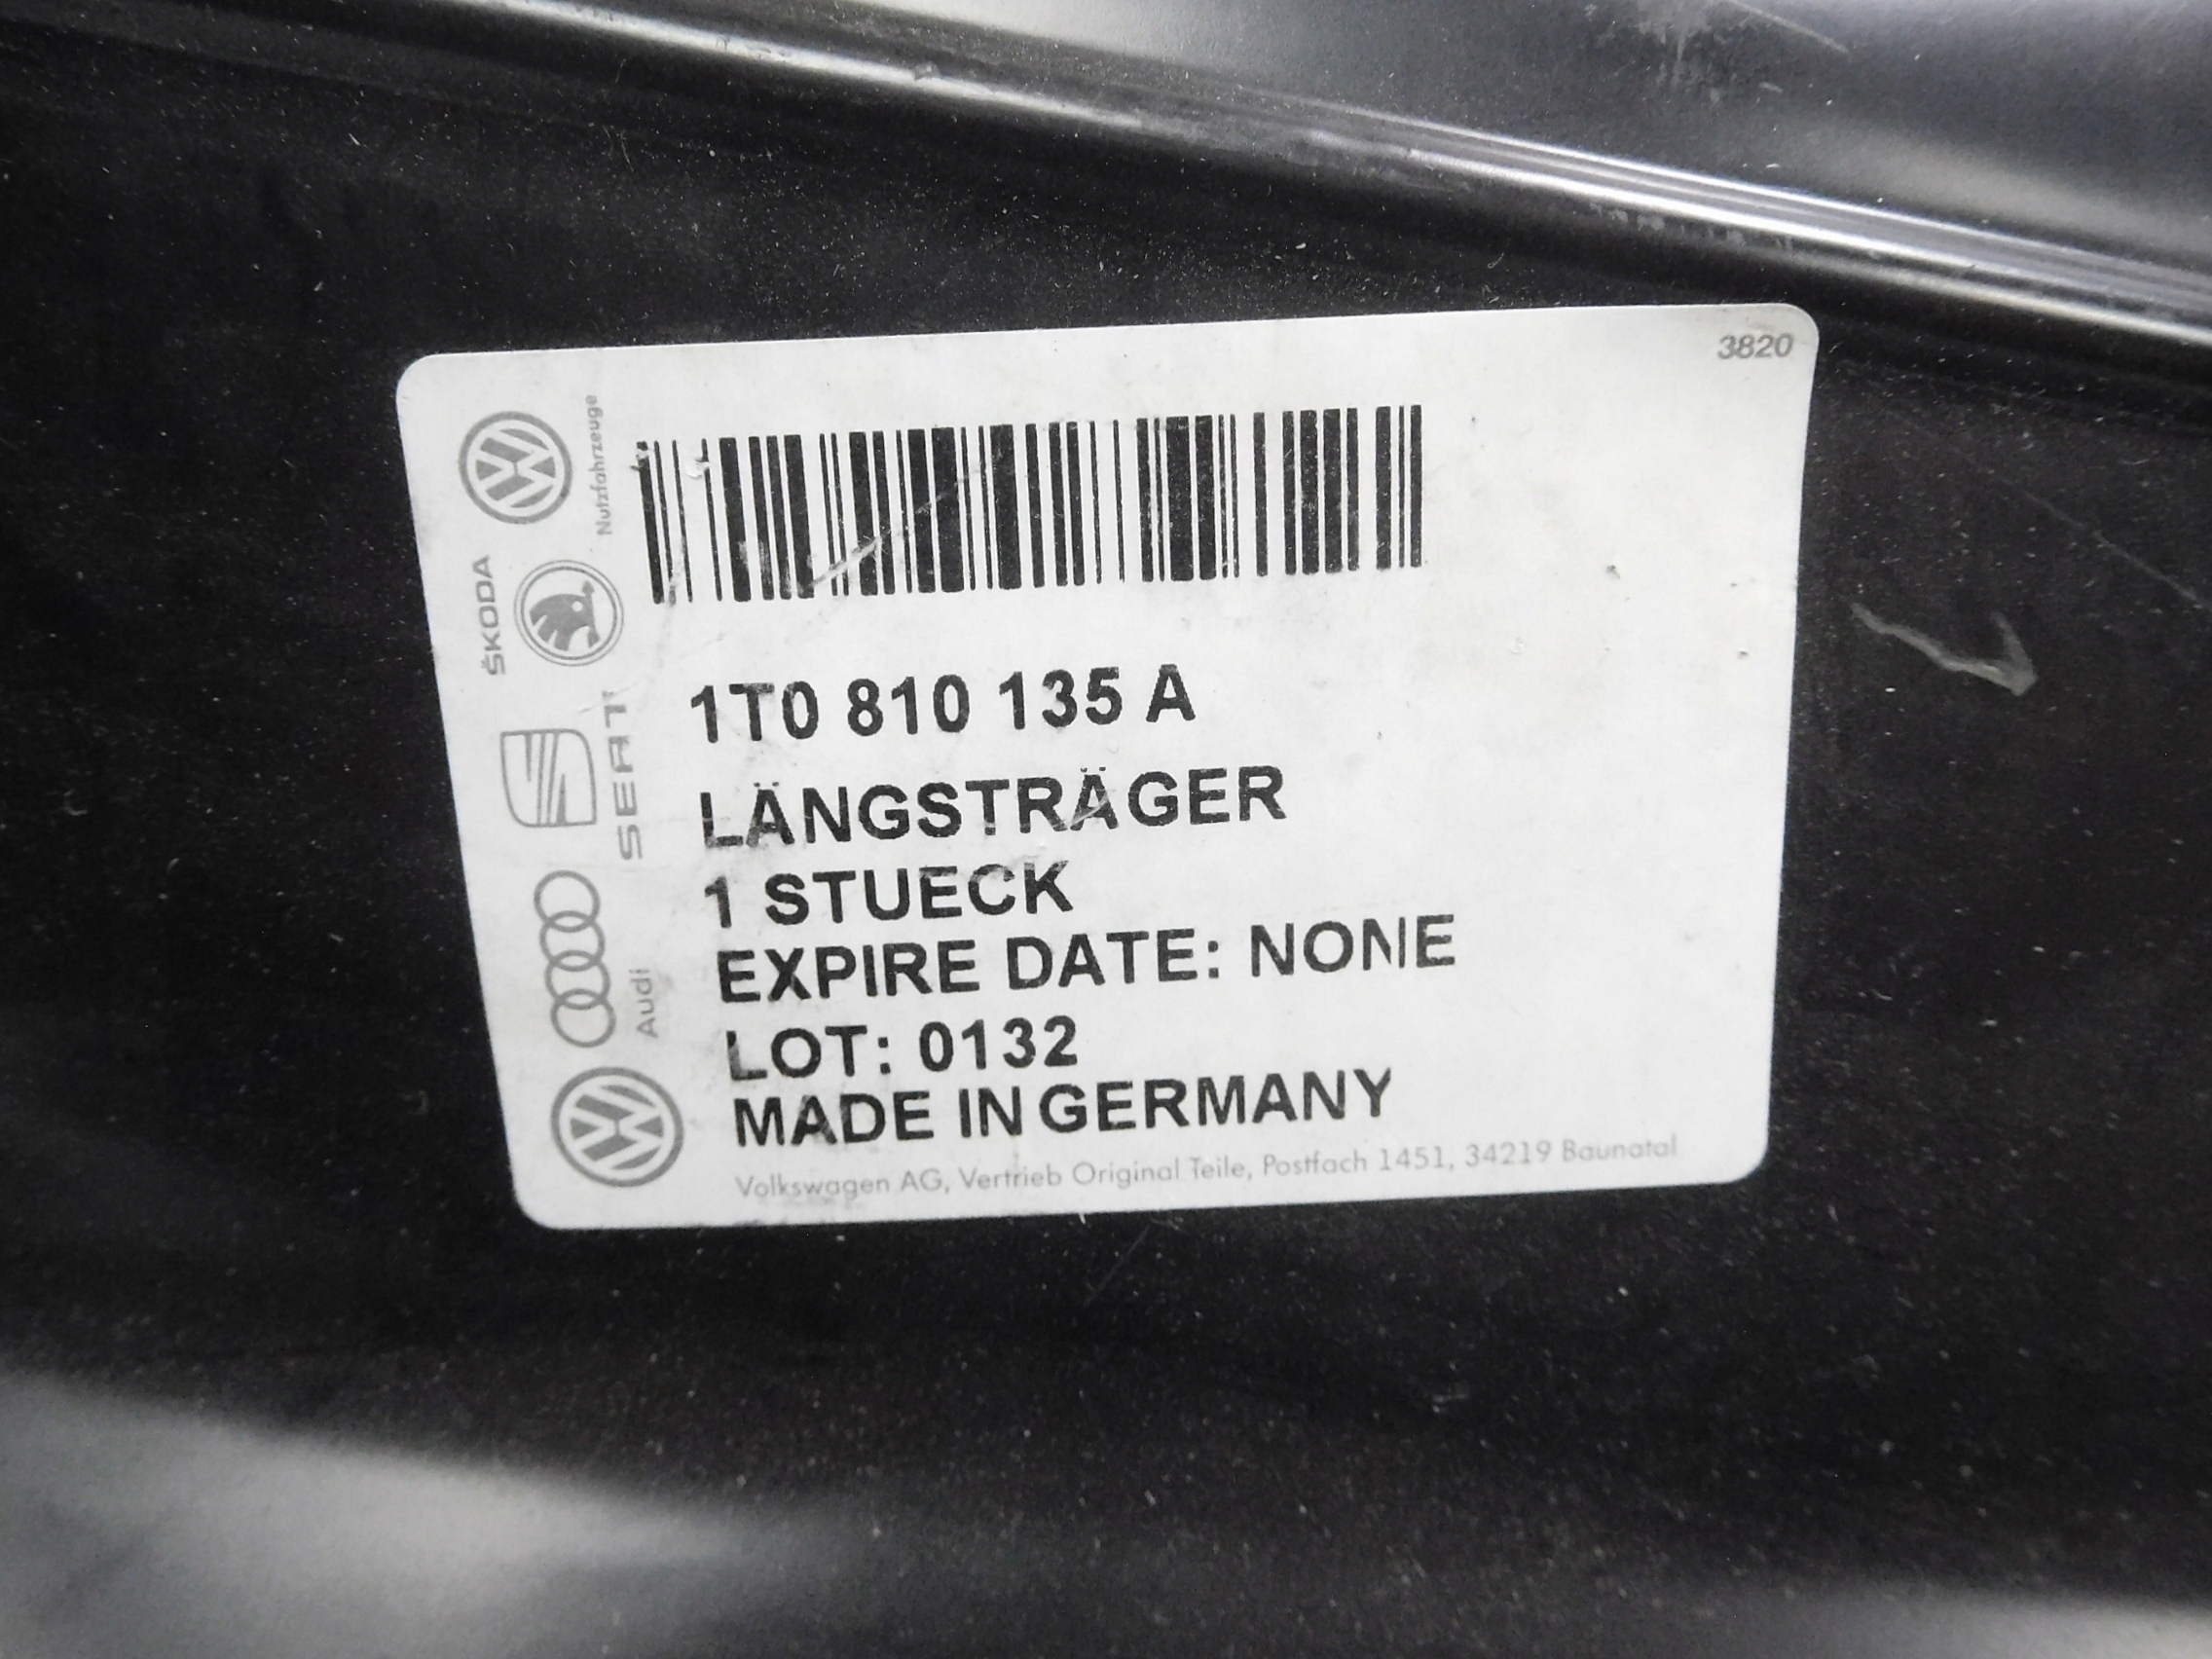 3820
Nutzfahrzeuge
ŠKODA
SEAT
Audi
1T0 810 135 A
LÄNGSTRÄGER
1 STUECK
EXPIRE DATE: NONE
LOT: 0132
MADE IN GERMANY
Volkswagen AG, Vertrieb Original Teile, Postfach 1451, 34219 Baunatal